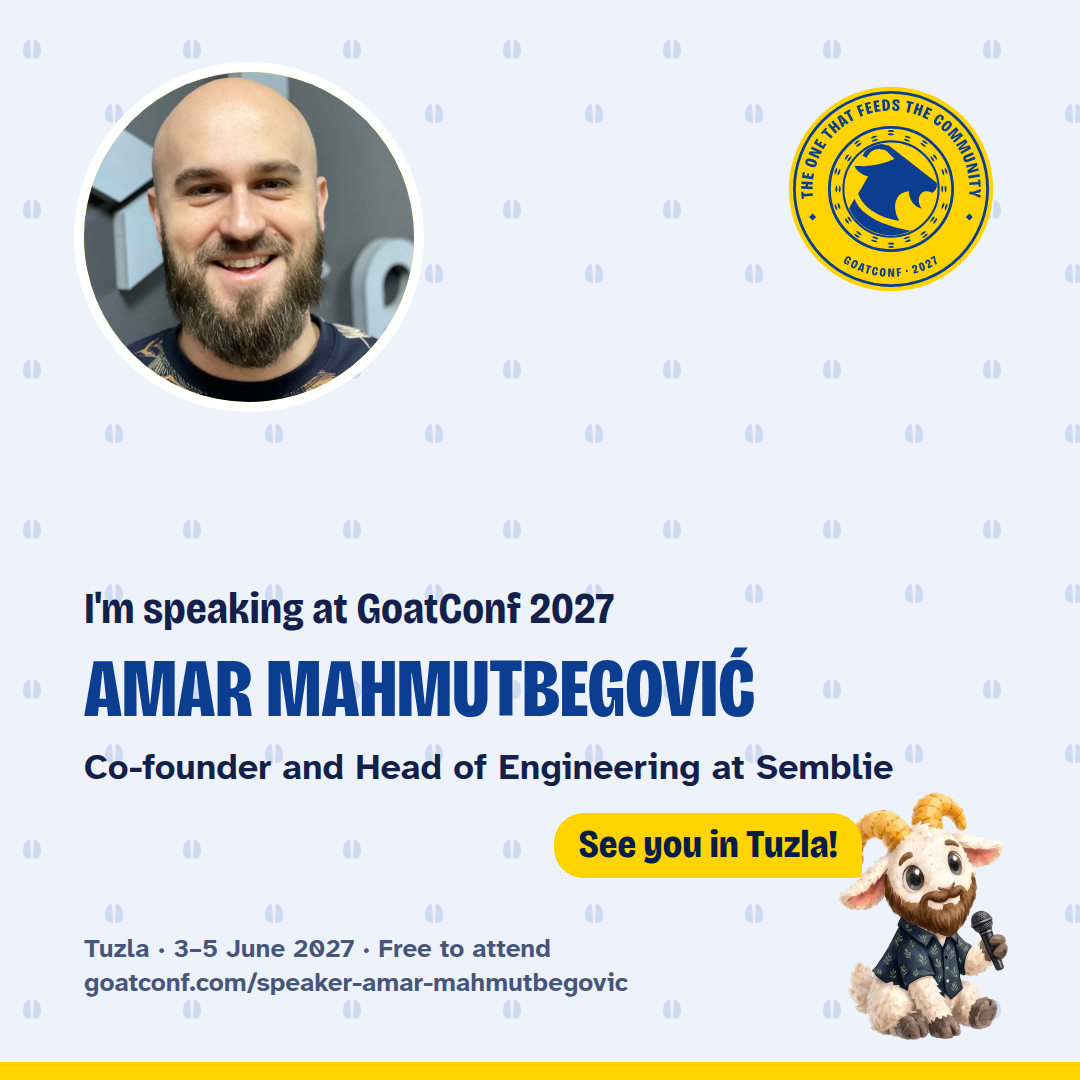 THE ONE THAT FEEDS THE COMMUNITY
GOATCONF · 2027
I'm speaking at GoatConf 2027
AMAR MAHMUTBEGOVIĆ
Co-founder and Head of Engineering at Semblie
See you in Tuzla!
Tuzla · 3–5 June 2027 · Free to attend
goatconf.com/speaker-amar-mahmutbegovic